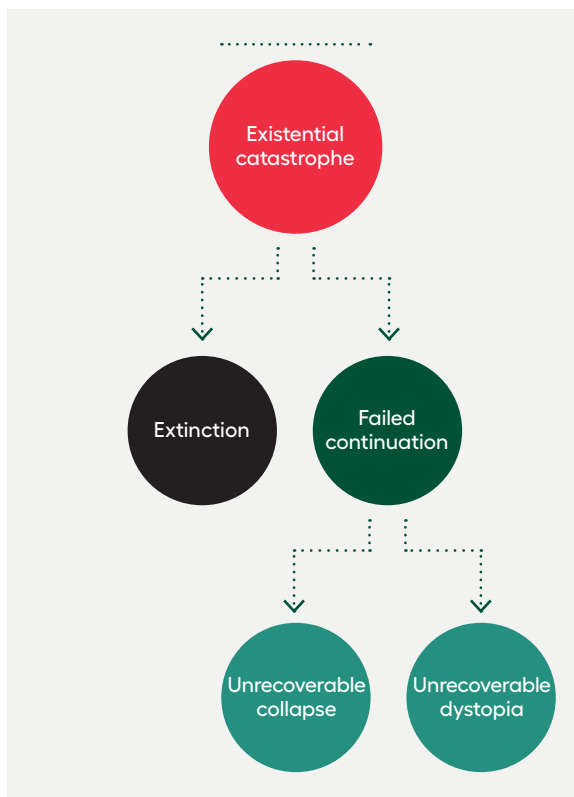 Existential
catastrophe
Extinction
Failed
continuation
Unrecoverable
collapse
Unrecoverable
dystopia